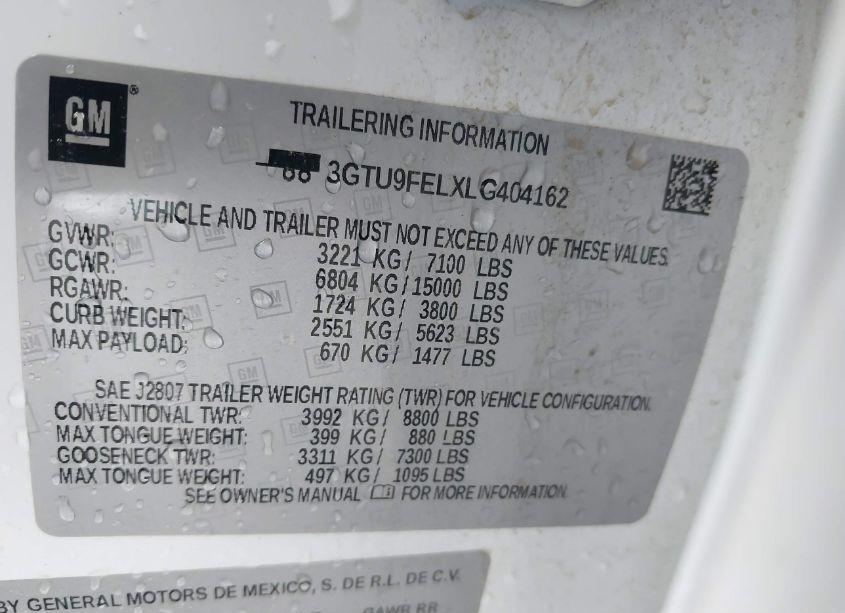 GM®
TRAILERING INFORMATION
3GTU9FELXLG404162
VEHICLE AND TRAILER MUST NOT EXCEED ANY OF THESE VALUES.
GVWR: 3221 KG/ 7100 LBS
GCWR: 6804 KG/15000 LBS
RGAWR: 1724 KG/ 3800 LBS
CURB WEIGHT: 2551 KG/ 5623 LBS
MAX PAYLOAD: 670 KG/ 1477 LBS
SAE J2807 TRAILER WEIGHT RATING (TWR) FOR VEHICLE CONFIGURATION.
CONVENTIONAL TWR: 3992 KG/ 8800 LBS
MAX TONGUE WEIGHT: 399 KG/ 880 LBS
GOOSENECK TWR: 3311 KG/ 7300 LBS
MAX TONGUE WEIGHT: 497 KG/ 1095 LBS
SEE OWNER'S MANUAL FOR MORE INFORMATION
BY GENERAL MOTORS DE MEXICO, S. DE R.L. DE C.V.
GAWR RR